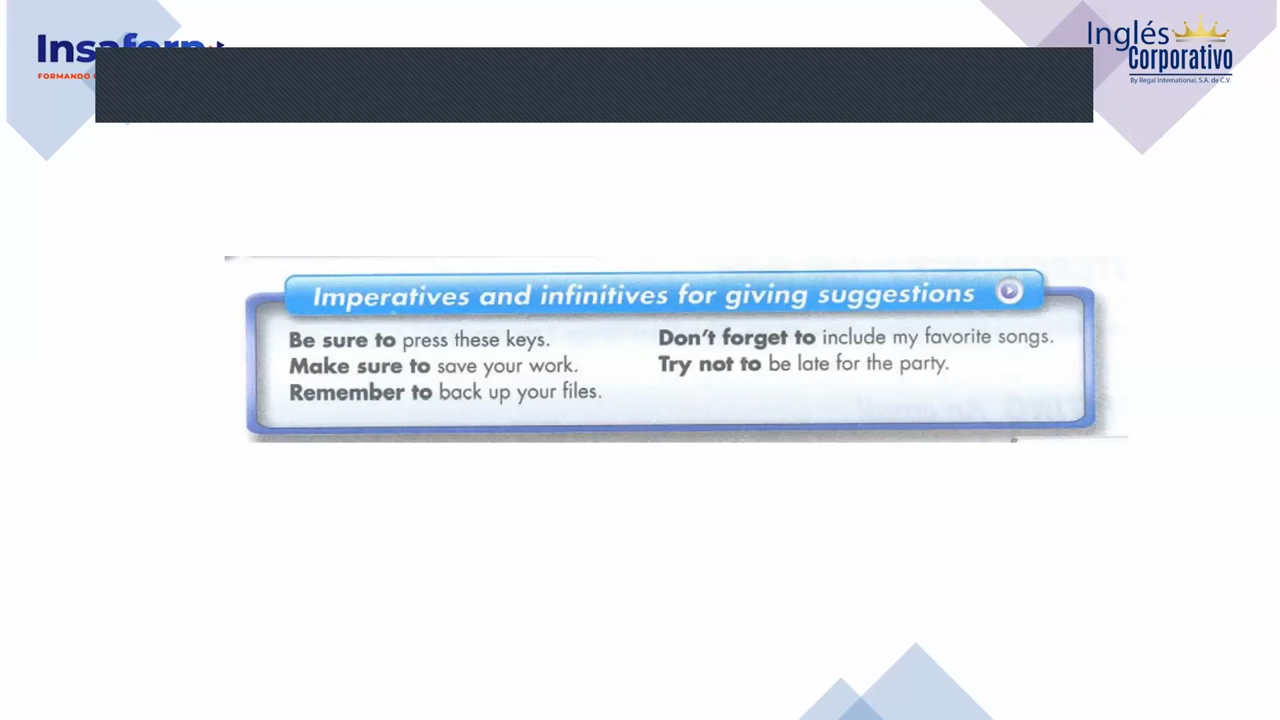 Inglés
Corporativo
By Regal International, S.A. de C.V.
Imperatives and infinitives for giving suggestions
Be sure to press these keys.
Make sure to save your work.
Remember to back up your files.
Don't forget to include my favorite songs.
Try not to be late for the party.